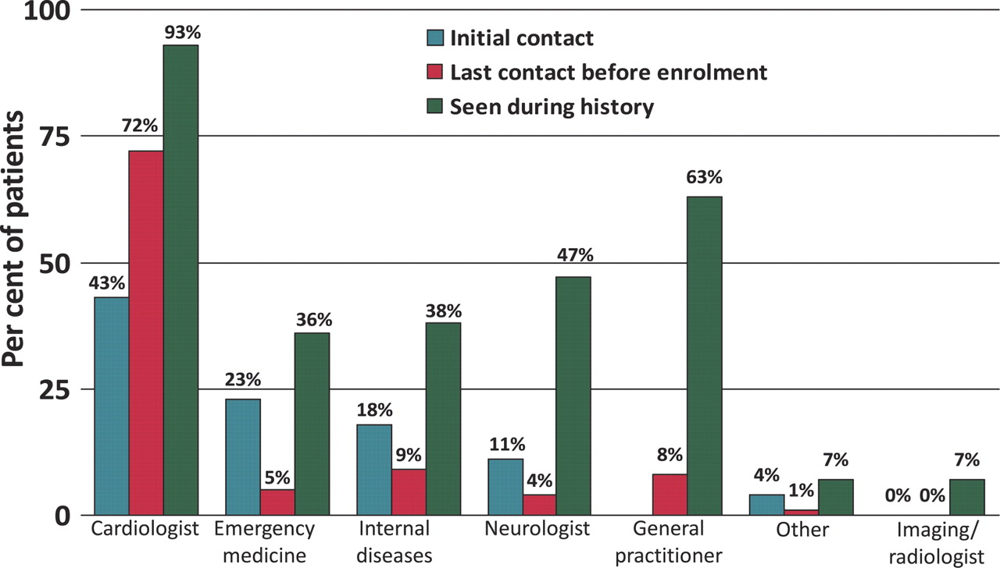 100
75
50
25
0
Per cent of patients
Initial contact
Last contact before enrolment
Seen during history
43%
72%
93%
23%
5%
36%
18%
9%
38%
11%
4%
47%
8%
63%
4%
1%
7%
0%
0%
7%
Cardiologist
Emergency
medicine
Internal
diseases
Neurologist
General
practitioner
Other
Imaging/
radiologist